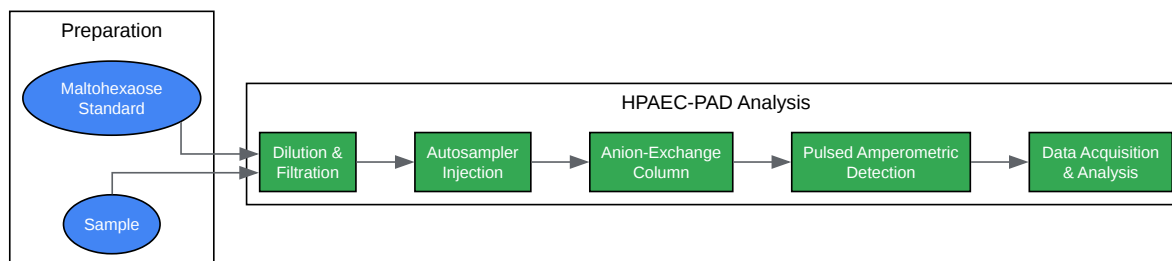 Preparation
Maltohexaose
Standard
Sample
HPAEC-PAD Analysis
Dilution &
Filtration
Autosampler
Injection
Anion-Exchange
Column
Pulsed Amperometric
Detection
Data Acquisition
& Analysis